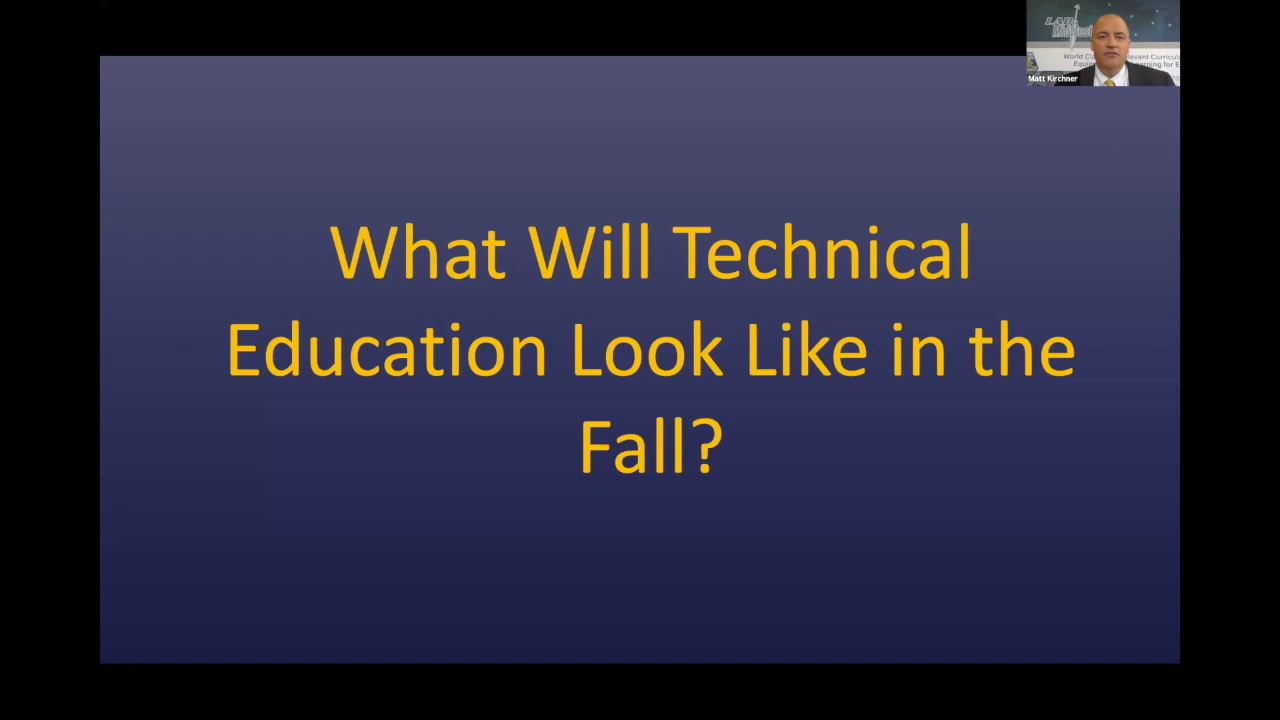 What Will Technical
Education Look Like in the
Fall?
Matt Kirchner